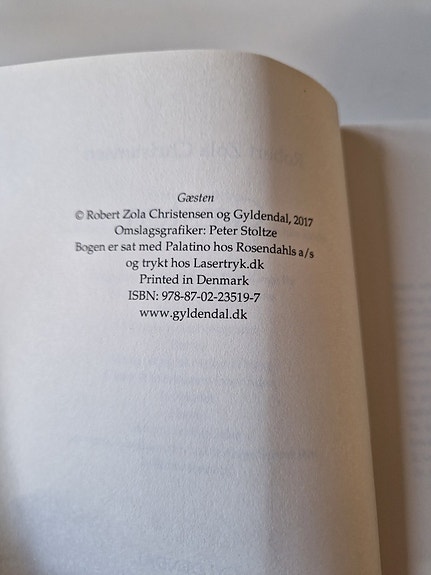 Gæsten
© Robert Zola Christensen og Gyldendal, 2017
Omslagsgrafiker: Peter Stoltze
Bogen er sat med Palatino hos Rosendahls a/s
og trykt hos Lasertryk.dk
Printed in Denmark
ISBN: 978-87-02-23519-7
www.gyldendal.dk